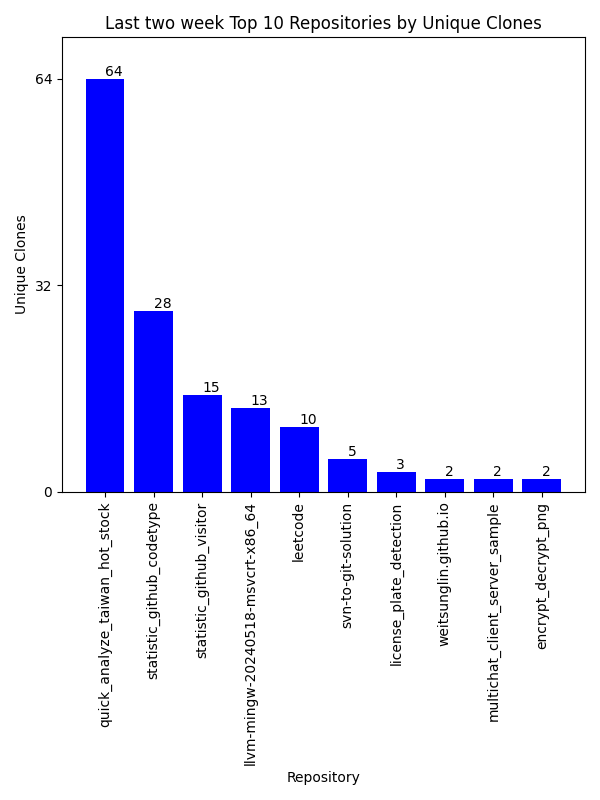 Last two week Top 10 Repositories by Unique Clones
Unique Clones
64
32
0
64
28
15
13
10
5
3
2
2
2
quick_analyze_taiwan_hot_stock
statistic_github_codetype
statistic_github_visitor
llvm-mingw-20240518-msvcrt-x86_64
leetcode
svn-to-git-solution
license_plate_detection
weitsunglin.github.io
multichat_client_server_sample
encrypt_decrypt_png
Repository